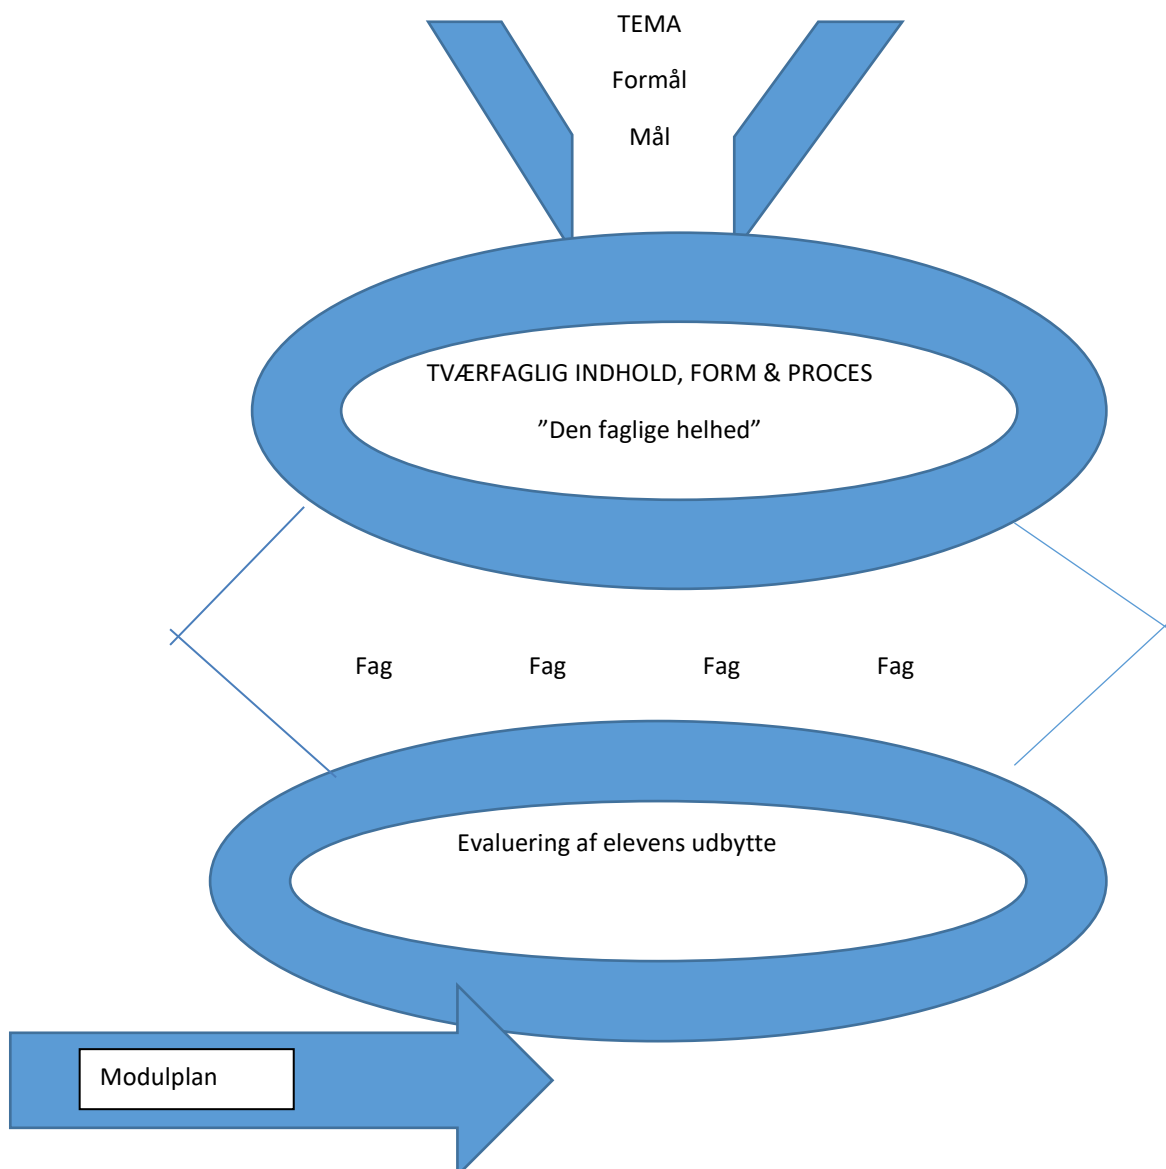 TEMA
Formål
Mål
TVÆRFAGLIG INDHOLD, FORM & PROCES
”Den faglige helhed”
Fag Fag Fag Fag
Evaluering af elevens udbytte
Modulplan